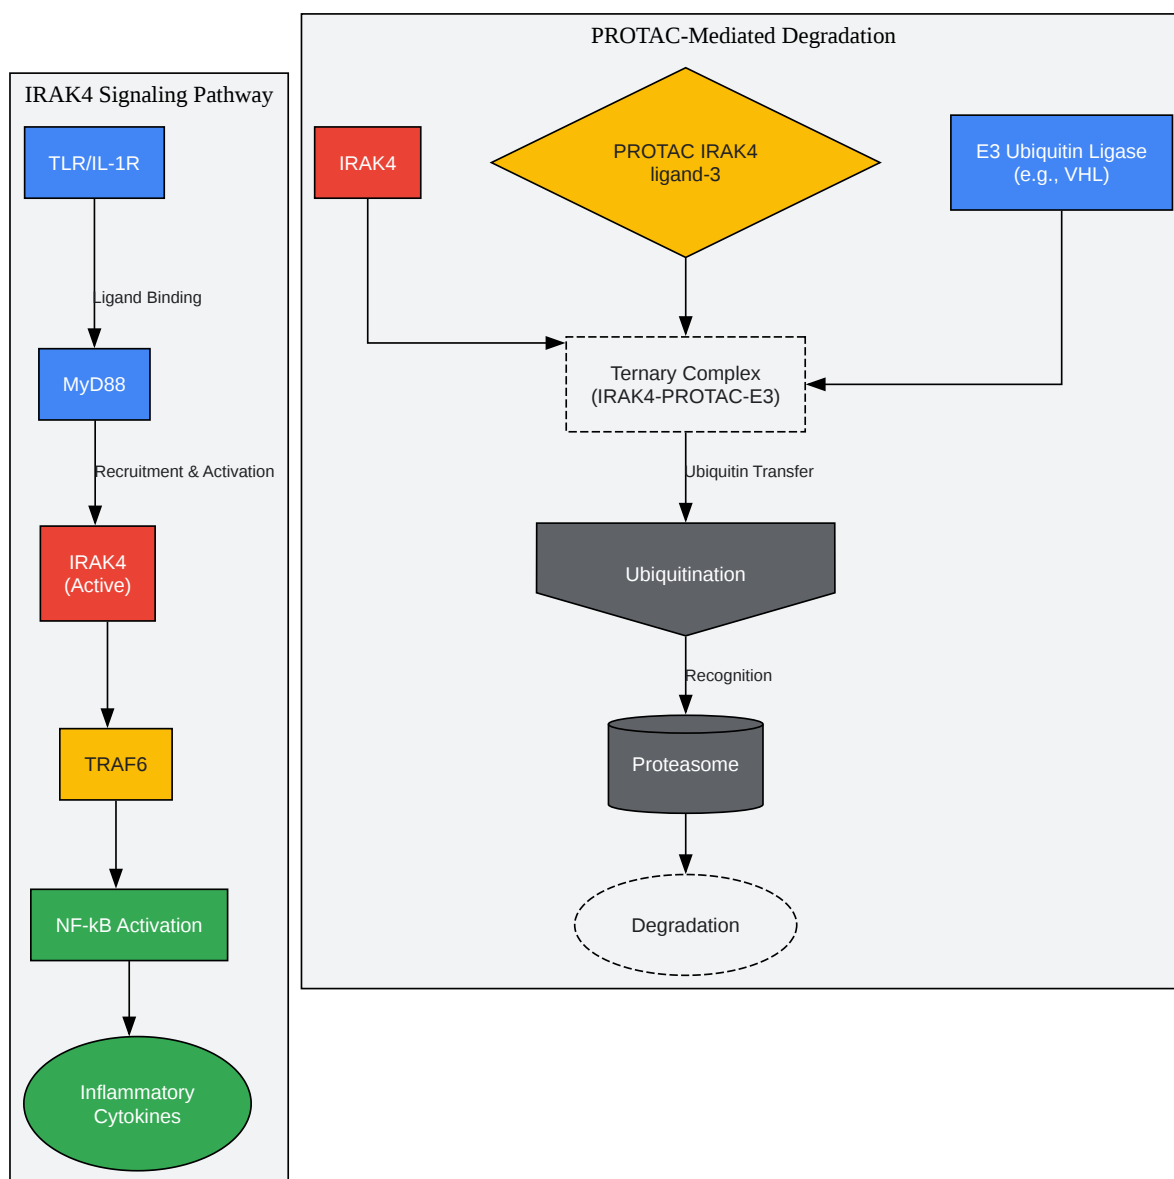 IRAK4 Signaling Pathway
TLR/IL-1R
Ligand Binding
MyD88
Recruitment & Activation
IRAK4
(Active)
TRAF6
NF-kB Activation
Inflammatory
Cytokines
PROTAC-Mediated Degradation
IRAK4
PROTAC IRAK4
ligand-3
E3 Ubiquitin Ligase
(e.g., VHL)
Ternary Complex
(IRAK4-PROTAC-E3)
Ubiquitin Transfer
Ubiquitination
Recognition
Proteasome
Degradation